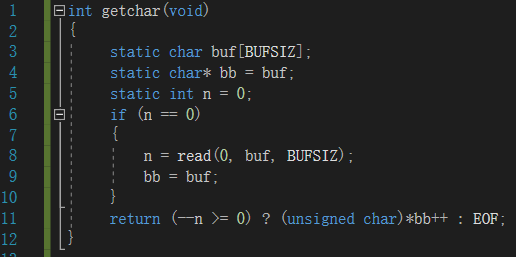 1 int getchar(void)
2 {
3 static char buf[BUFSIZ];
4 static char* bb = buf;
5 static int n = 0;
6 if (n == 0)
7 {
8 n = read(0, buf, BUFSIZ);
9 bb = buf;
10 }
11 return (--n >= 0) ? (unsigned char)*bb++ : EOF;
12 }